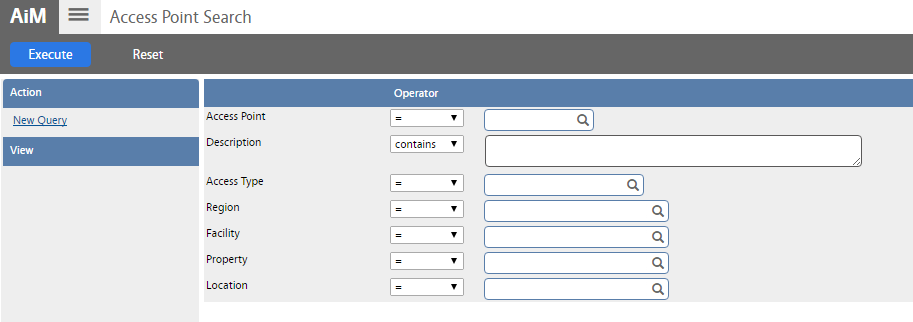 AiM Access Point Search
Execute Reset
Action Operator
New Query
View
Access Point =
Description contains
Access Type =
Region =
Facility =
Property =
Location =